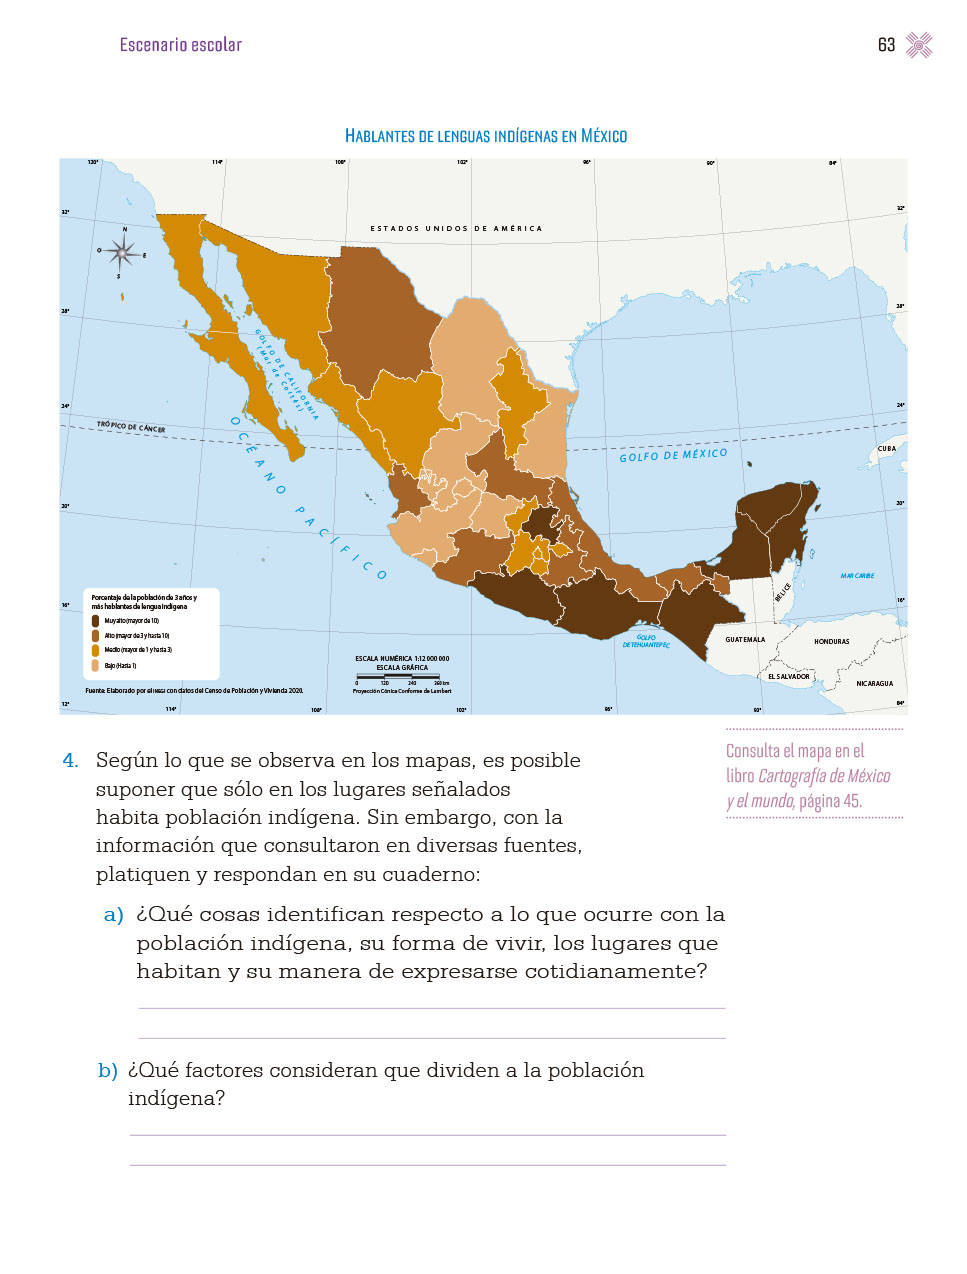 Escenario escolar
63
HABLANTES DE LENGUAS INDÍGENAS EN MÉXICO
120° 114° 108° 102° 96° 90° 84°
32° 32°
ESTADOS UNIDOS DE AMÉRICA
N
O E
S
28° 28°
GOLFO DE CALIFORNIA
(Mar de Cortés)
24° 24°
TRÓPICO DE CÁNCER
OCÉANO PACÍFICO
GOLFO DE MÉXICO
CUBA
20° 20°
MAR CARIBE
BELICE
16° 16°
Porcentaje de la población de 3 años y
más hablantes de lengua indígena
Muy alto (mayor de 10)
Alto (mayor de 3 y hasta 10)
Medio (mayor de 1 y hasta 3)
Bajo (Hasta 1)
GOLFO
DE TEHUANTEPEC
GUATEMALA
HONDURAS
EL SALVADOR
NICARAGUA
ESCALA NUMÉRICA 1:12 000 000
ESCALA GRÁFICA
0 120 240 360 km
Proyección Cónica Conforme de Lambert
Fuente: Elaborado por el INEGI con datos del Censo de Población y Vivienda 2020.
12° 84°
114° 108° 102° 93°
4. Según lo que se observa en los mapas, es posible
suponer que sólo en los lugares señalados
habita población indígena. Sin embargo, con la
información que consultaron en diversas fuentes,
platiquen y respondan en su cuaderno:
Consulta el mapa en el
libro Cartografía de México
y el mundo, página 45.
a) ¿Qué cosas identifican respecto a lo que ocurre con la
población indígena, su forma de vivir, los lugares que
habitan y su manera de expresarse cotidianamente?
b) ¿Qué factores consideran que dividen a la población
indígena?